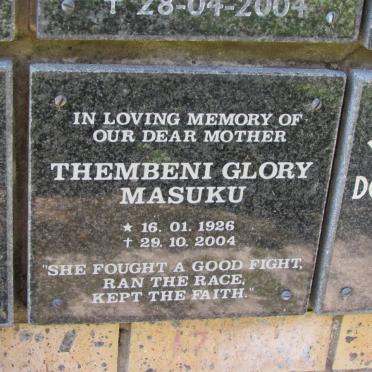 ✝ 28-04-2004
IN LOVING MEMORY OF
OUR DEAR MOTHER
THEMBENI GLORY
MASUKU
★ 16. 01. 1926
✝ 29. 10. 2004
"SHE FOUGHT A GOOD FIGHT,
RAN THE RACE,
KEPT THE FAITH."